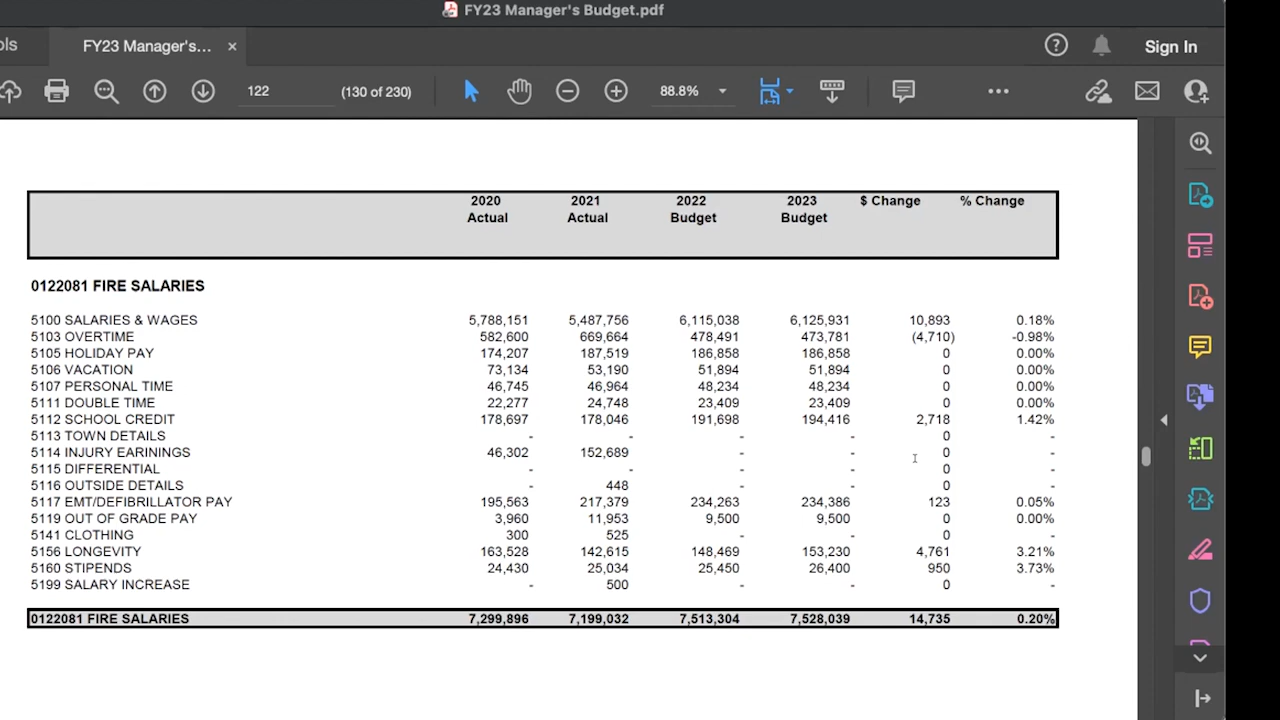 FY23 Manager's Budget.pdf
ols FY23 Manager's... × Sign In
122 (130 of 230) 88.8%
2020 2021 2022 2023 $ Change % Change
Actual Actual Budget Budget
0122081 FIRE SALARIES
5100 SALARIES & WAGES 5,788,151 5,487,756 6,115,038 6,125,931 10,893 0.18%
5103 OVERTIME 582,600 669,664 478,491 473,781 (4,710) -0.98%
5105 HOLIDAY PAY 174,207 187,519 186,858 186,858 0 0.00%
5106 VACATION 73,134 53,190 51,894 51,894 0 0.00%
5107 PERSONAL TIME 46,745 46,964 48,234 48,234 0 0.00%
5111 DOUBLE TIME 22,277 24,748 23,409 23,409 0 0.00%
5112 SCHOOL CREDIT 178,697 178,046 191,698 194,416 2,718 1.42%
5113 TOWN DETAILS - - - - 0 -
5114 INJURY EARININGS 46,302 152,689 - - 0 -
5115 DIFFERENTIAL - - - - 0 -
5116 OUTSIDE DETAILS - 448 - - 0 -
5117 EMT/DEFIBRILLATOR PAY 195,563 217,379 234,263 234,386 123 0.05%
5119 OUT OF GRADE PAY 3,960 11,953 9,500 9,500 0 0.00%
5141 CLOTHING 300 525 - - 0 -
5156 LONGEVITY 163,528 142,615 148,469 153,230 4,761 3.21%
5160 STIPENDS 24,430 25,034 25,450 26,400 950 3.73%
5199 SALARY INCREASE - 500 - - 0 -
0122081 FIRE SALARIES 7,299,896 7,199,032 7,513,304 7,528,039 14,735 0.20%